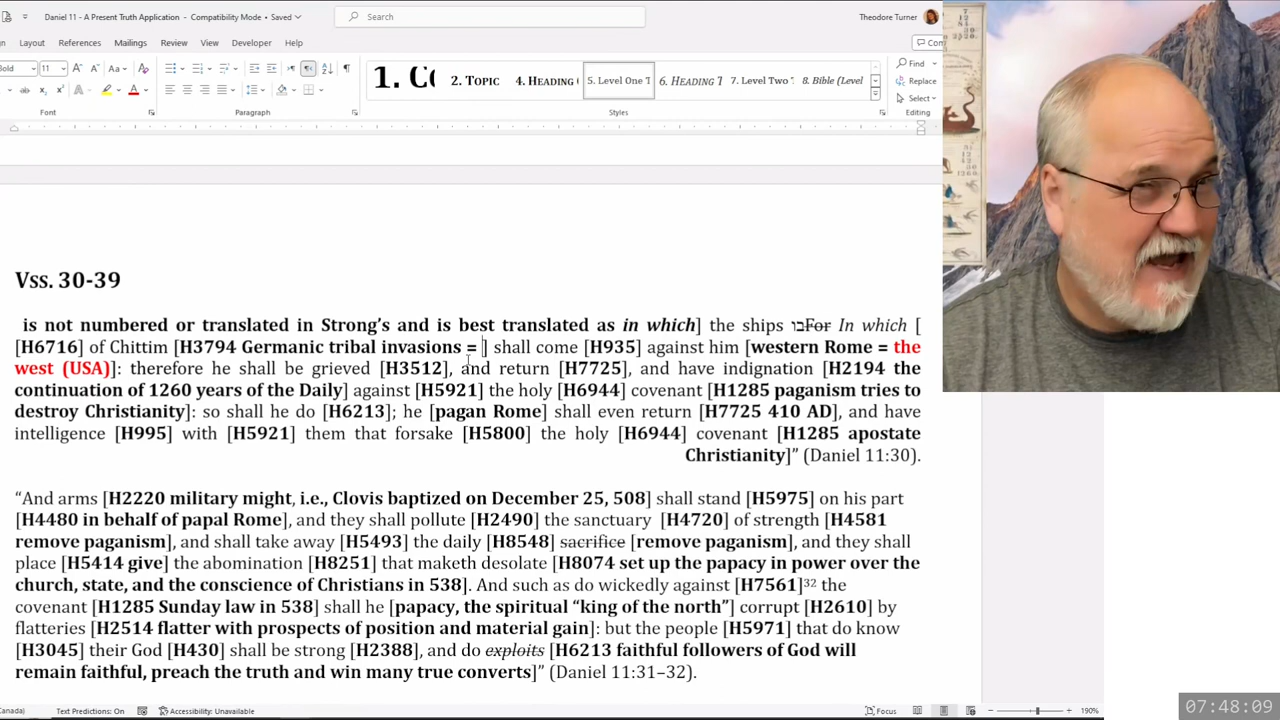 Daniel 11 - A Present Truth Application - Compatibility Mode • Saved
Search
Theodore Turner
Layout References Mailings Review View Developer Help
Bold 11 Aa
1. Co 2. Topic 4. Heading 5. Level One T 6. Heading T 7. Level Two " 8. Bible (Level
Find
Replace
Select
Font Paragraph Styles Editing
Vss. 30-39
is not numbered or translated in Strong's and is best translated as in which] the ships בו For In which [
[H6716] of Chittim [H3794 Germanic tribal invasions = ] shall come [H935] against him [western Rome = the
west (USA)]: therefore he shall be grieved [H3512], and return [H7725], and have indignation [H2194 the
continuation of 1260 years of the Daily] against [H5921] the holy [H6944] covenant [H1285 paganism tries to
destroy Christianity]: so shall he do [H6213]; he [pagan Rome] shall even return [H7725 410 AD], and have
intelligence [H995] with [H5921] them that forsake [H5800] the holy [H6944] covenant [H1285 apostate
Christianity]” (Daniel 11:30).
“And arms [H2220 military might, i.e., Clovis baptized on December 25, 508] shall stand [H5975] on his part
[H4480 in behalf of papal Rome], and they shall pollute [H2490] the sanctuary [H4720] of strength [H4581
remove paganism], and shall take away [H5493] the daily [H8548] sacrifice [remove paganism], and they shall
place [H5414 give] the abomination [H8251] that maketh desolate [H8074 set up the papacy in power over the
church, state, and the conscience of Christians in 538]. And such as do wickedly against [H7561]32 the
covenant [H1285 Sunday law in 538] shall he [papacy, the spiritual “king of the north”] corrupt [H2610] by
flatteries [H2514 flatter with prospects of position and material gain]: but the people [H5971] that do know
[H3045] their God [H430] shall be strong [H2388], and do exploits [H6213 faithful followers of God will
remain faithful, preach the truth and win many true converts]” (Daniel 11:31–32).
Canada) Text Predictions: On Accessibility: Unavailable Focus 190%
07:48:09